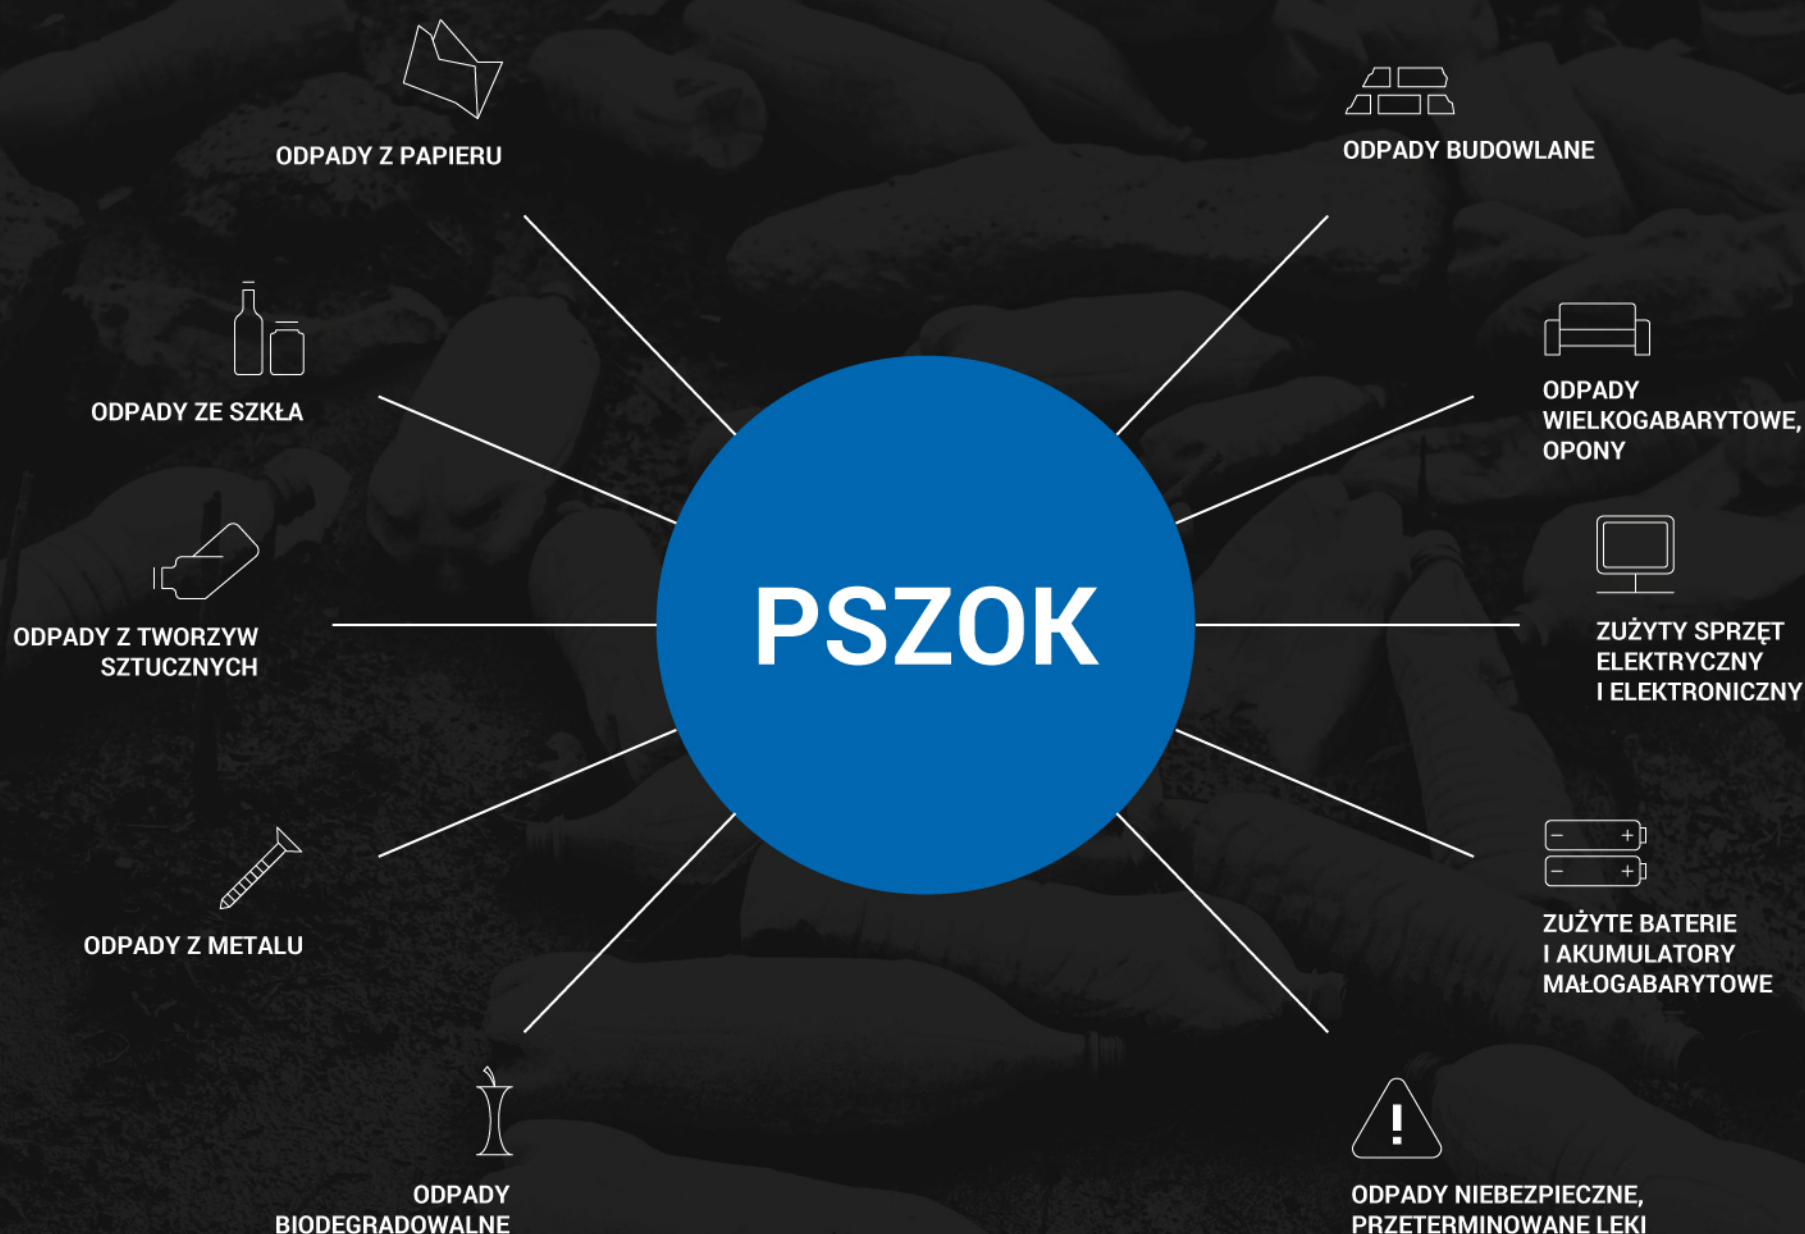 ODPADY Z PAPIERU
ODPADY BUDOWLANE
ODPADY ZE SZKŁA
ODPADY
WIELKOGABARYTOWE,
OPONY
PSZOK
ODPADY Z TWORZYW
SZTUCZNYCH
ZUŻYTY SPRZĘT
ELEKTRYCZNY
I ELEKTRONICZNY
ODPADY Z METALU
ZUŻYTE BATERIE
I AKUMULATORY
MAŁOGABARYTOWE
ODPADY
BIODEGRADOWALNE
ODPADY NIEBEZPIECZNE,
PRZETERMINOWANE LEKI